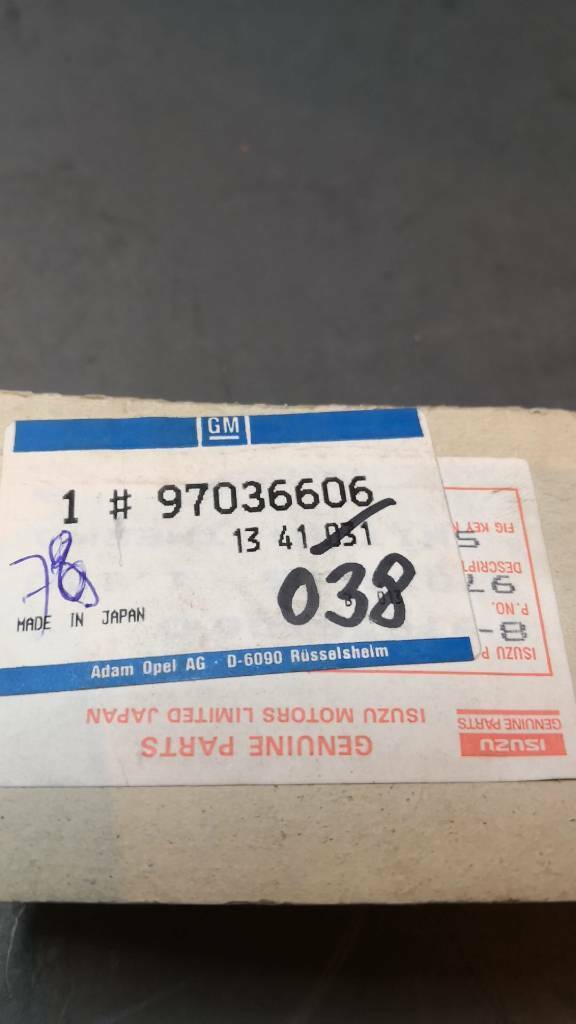 GM
1 # 97036606
13 41 031
78
038
MADE IN JAPAN
Adam Opel AG · D-6090 Rüsselsheim
FIG KEY
DESCRIPT
P.NO.
ISUZU P
ISUZU
GENUINE PARTS
ISUZU MOTORS LIMITED JAPAN
GENUINE PARTS